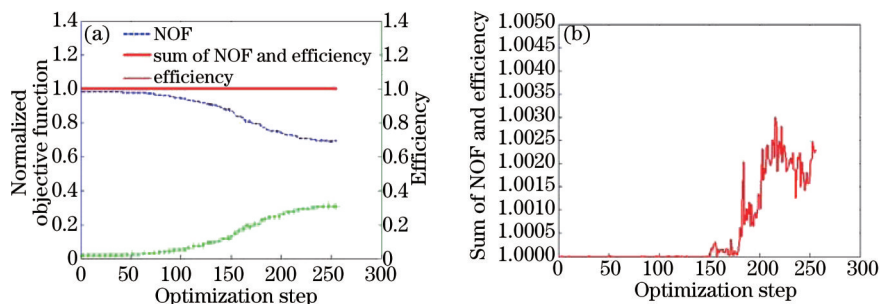 (a)
NOF
sum of NOF and efficiency
efficiency
1.4
1.2
1.0
0.8
0.6
0.4
0.2
0
Normalized
objective function
1.4
1.2
1.0
0.8
0.6
0.4
0.2
0
Efficiency
0 50 100 150 200 250 300
Optimization step
(b)
1.0050
1.0045
1.0040
1.0035
1.0030
1.0025
1.0020
1.0015
1.0010
1.0005
1.0000
Sum of NOF and efficiency
0 50 100 150 200 250 300
Optimization step